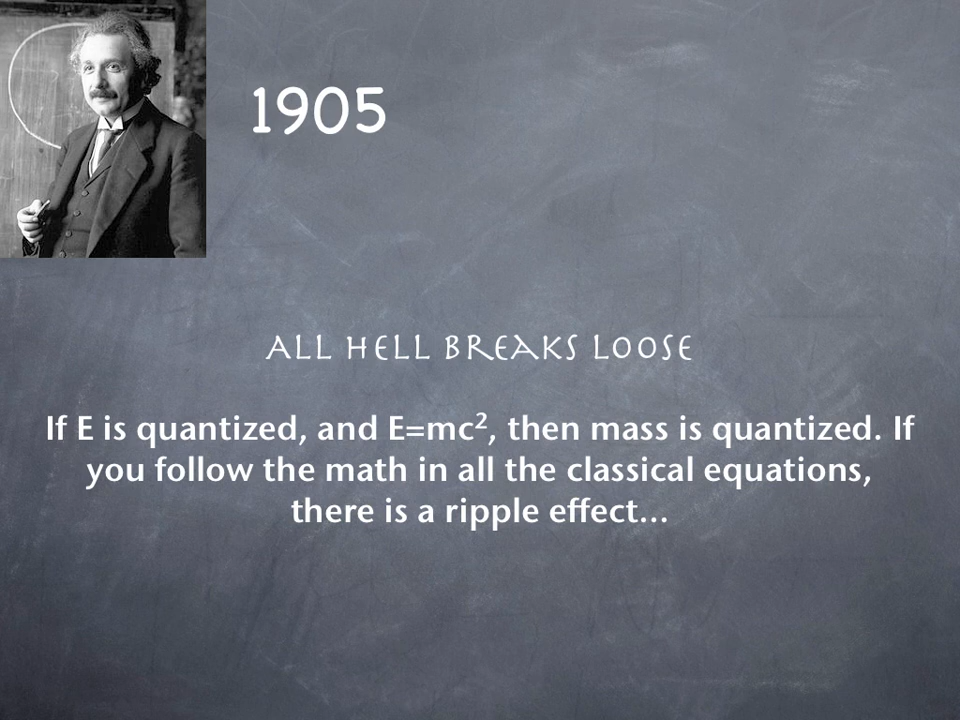 1905
ALL HELL BREAKS LOOSE
If E is quantized, and E=mc², then mass is quantized. If
you follow the math in all the classical equations,
there is a ripple effect...